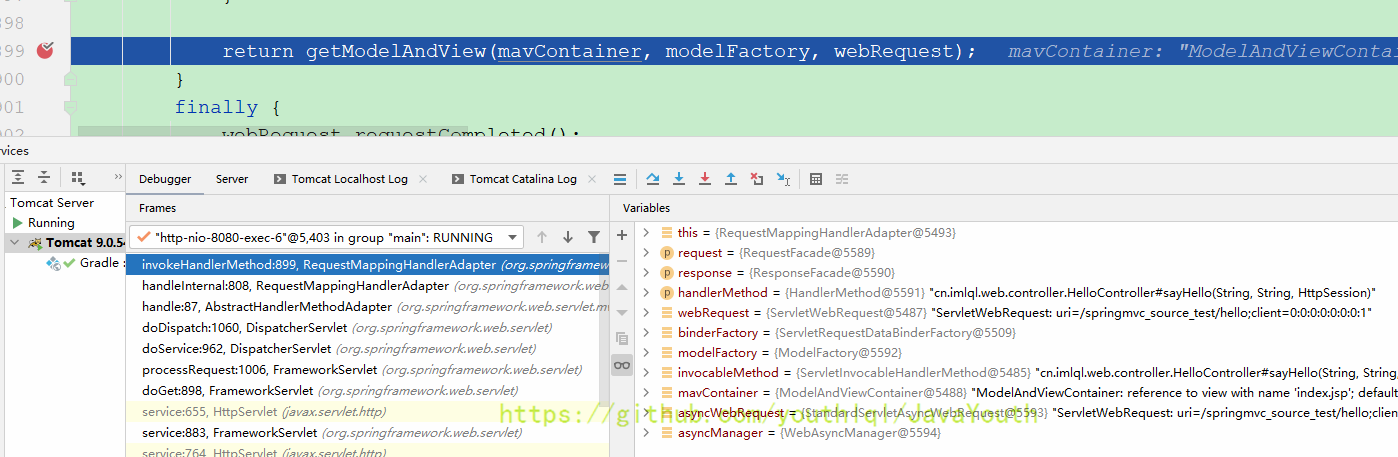 898
}
899 return getModelAndView(mavContainer, modelFactory, webRequest); mavContainer: "ModelAndViewContai
900 }
901 finally {
902 webRequest.requestCompleted();
rvices
Debugger Server Tomcat Localhost Log Tomcat Catalina Log
Tomcat Server
Running
Tomcat 9.0.54
Gradle :
Frames
"http-nio-8080-exec-6"@5,403 in group "main": RUNNING
invokeHandlerMethod:899, RequestMappingHandlerAdapter (org.springframew
handleInternal:808, RequestMappingHandlerAdapter (org.springframework.web
handle:87, AbstractHandlerMethodAdapter (org.springframework.web.servlet.mv
doDispatch:1060, DispatcherServlet (org.springframework.web.servlet)
doService:962, DispatcherServlet (org.springframework.web.servlet)
processRequest:1006, FrameworkServlet (org.springframework.web.servlet)
doGet:898, FrameworkServlet (org.springframework.web.servlet)
service:655, HttpServlet (javax.servlet.http)
service:883, FrameworkServlet (org.springframework.web.servlet)
service:764, HttpServlet (javax.servlet.http)
Variables
this = {RequestMappingHandlerAdapter@5493}
request = {RequestFacade@5589}
response = {ResponseFacade@5590}
handlerMethod = {HandlerMethod@5591} "cn.imlql.web.controller.HelloController#sayHello(String, String, HttpSession)"
webRequest = {ServletWebRequest@5487} "ServletWebRequest: uri=/springmvc_source_test/hello;client=0:0:0:0:0:0:0:1"
binderFactory = {ServletRequestDataBinderFactory@5509}
modelFactory = {ModelFactory@5592}
invocableMethod = {ServletInvocableHandlerMethod@5485} "cn.imlql.web.controller.HelloController#sayHello(String, String,
mavContainer = {ModelAndViewContainer@5488} "ModelAndViewContainer: reference to view with name 'index.jsp'; default
asyncWebRequest = {StandardServletAsyncWebRequest@5593} "ServletWebRequest: uri=/springmvc_source_test/hello;clien
asyncManager = {WebAsyncManager@5594}
https://github.com/youthlql/JavaYouth